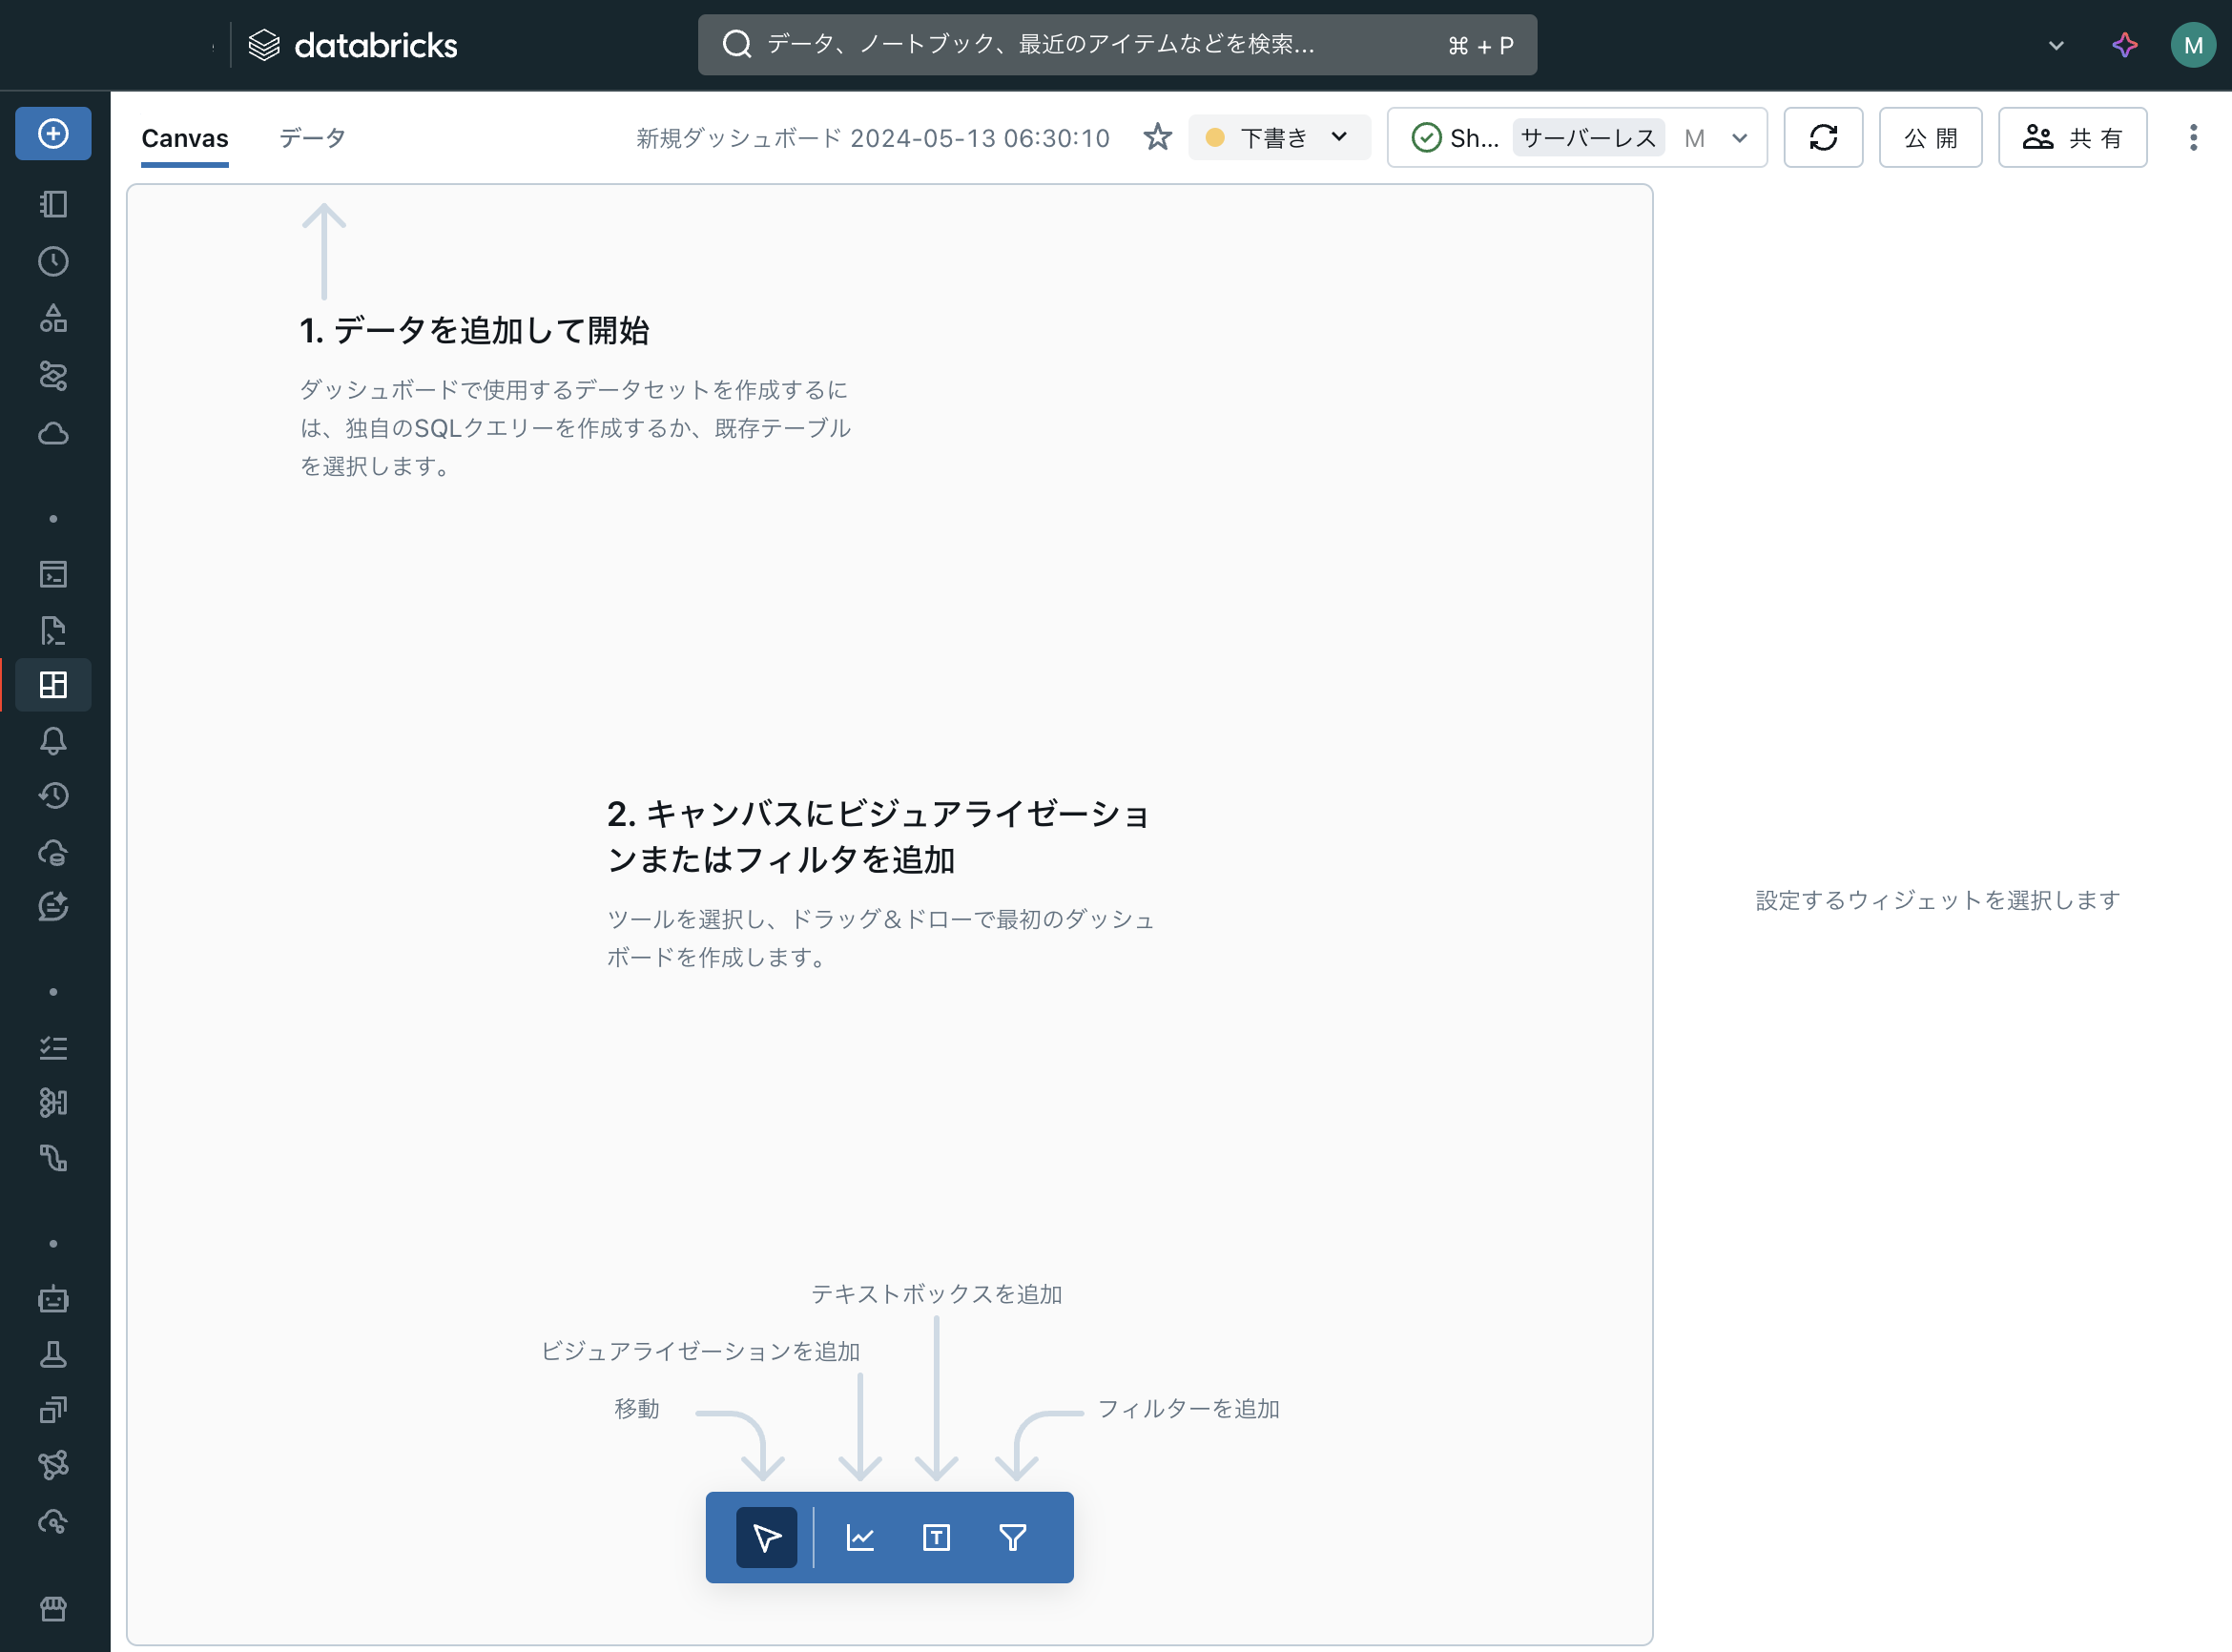 databricks
データ、ノートブック、最近のアイテムなどを検索... ⌘ + P
M
Canvas データ 新規ダッシュボード 2024-05-13 06:30:10 下書き Sh... サーバーレス M 公開 共有
1. データを追加して開始
ダッシュボードで使用するデータセットを作成するに
は、独自のSQLクエリーを作成するか、既存テーブル
を選択します。
2. キャンバスにビジュアライゼーショ
ンまたはフィルタを追加
ツールを選択し、ドラッグ＆ドローで最初のダッシュ
ボードを作成します。
設定するウィジェットを選択します
テキストボックスを追加
ビジュアライゼーションを追加
移動
フィルターを追加
T